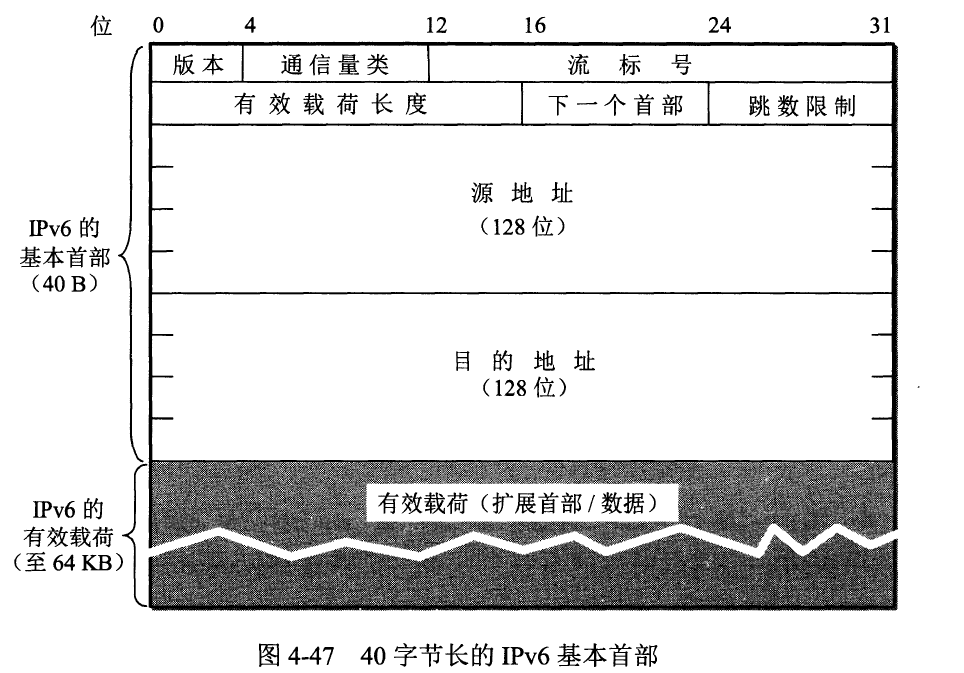 位 0 4 12 16 24 31
版本 通信量类 流标号
有效载荷长度 下一个首部 跳数限制
源地址
（128 位）
IPv6 的
基本首部
（40 B）
目的地址
（128 位）
有效载荷（扩展首部 / 数据）
IPv6 的
有效载荷
（至 64 KB）
图 4-47 40 字节长的 IPv6 基本首部